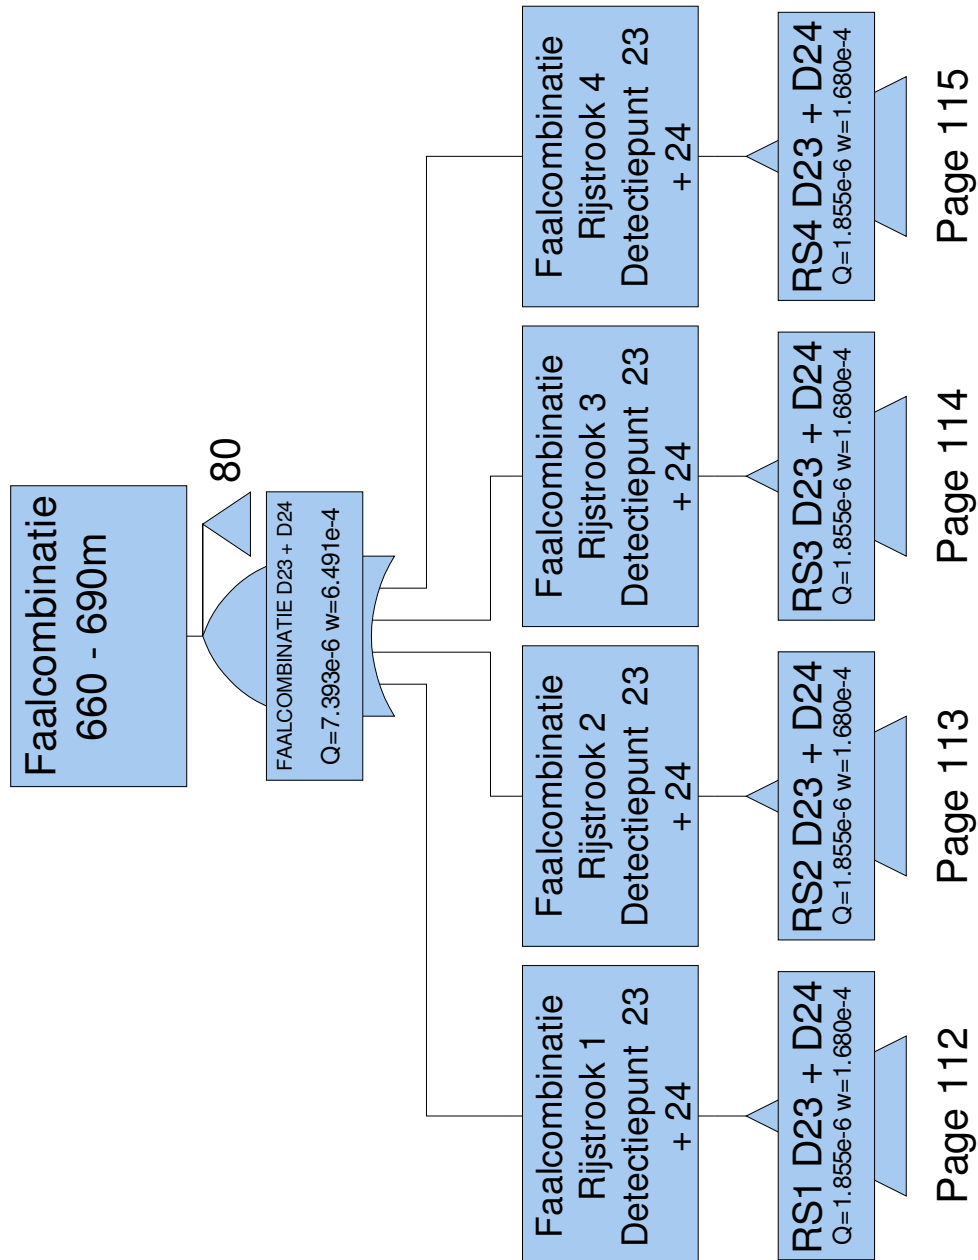 Faalcombinatie
660 - 690m
80
FAALCOMBINATIE D23 + D24
Q=7.393e-6 w=6.491e-4
Faalcombinatie
Rijstrook 1
Detectiepunt  23
+ 24
RS1 D23 + D24
Q=1.855e-6 w=1.680e-4
Page 112
Faalcombinatie
Rijstrook 2
Detectiepunt  23
+ 24
RS2 D23 + D24
Q=1.855e-6 w=1.680e-4
Page 113
Faalcombinatie
Rijstrook 3
Detectiepunt  23
+ 24
RS3 D23 + D24
Q=1.855e-6 w=1.680e-4
Page 114
Faalcombinatie
Rijstrook 4
Detectiepunt  23
+ 24
RS4 D23 + D24
Q=1.855e-6 w=1.680e-4
Page 115